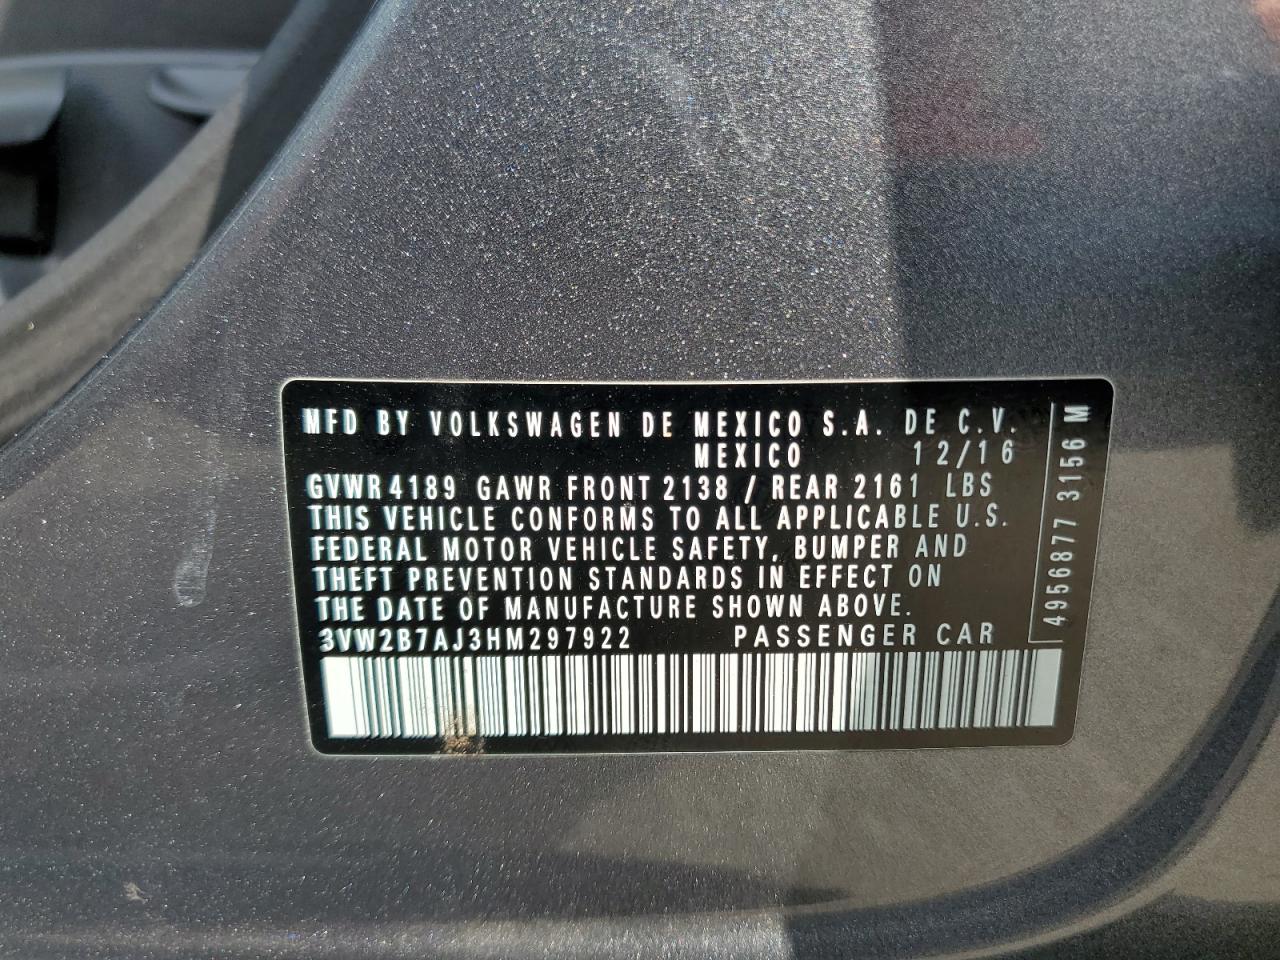 MFD BY VOLKSWAGEN DE MEXICO S.A. DE C.V.
MEXICO 12/16
GVWR 4189 GAWR FRONT 2138 / REAR 2161 LBS
THIS VEHICLE CONFORMS TO ALL APPLICABLE U.S.
FEDERAL MOTOR VEHICLE SAFETY, BUMPER AND
THEFT PREVENTION STANDARDS IN EFFECT ON
THE DATE OF MANUFACTURE SHOWN ABOVE.
3VW2B7AJ3HM297922 PASSENGER CAR
4956877 3156 M